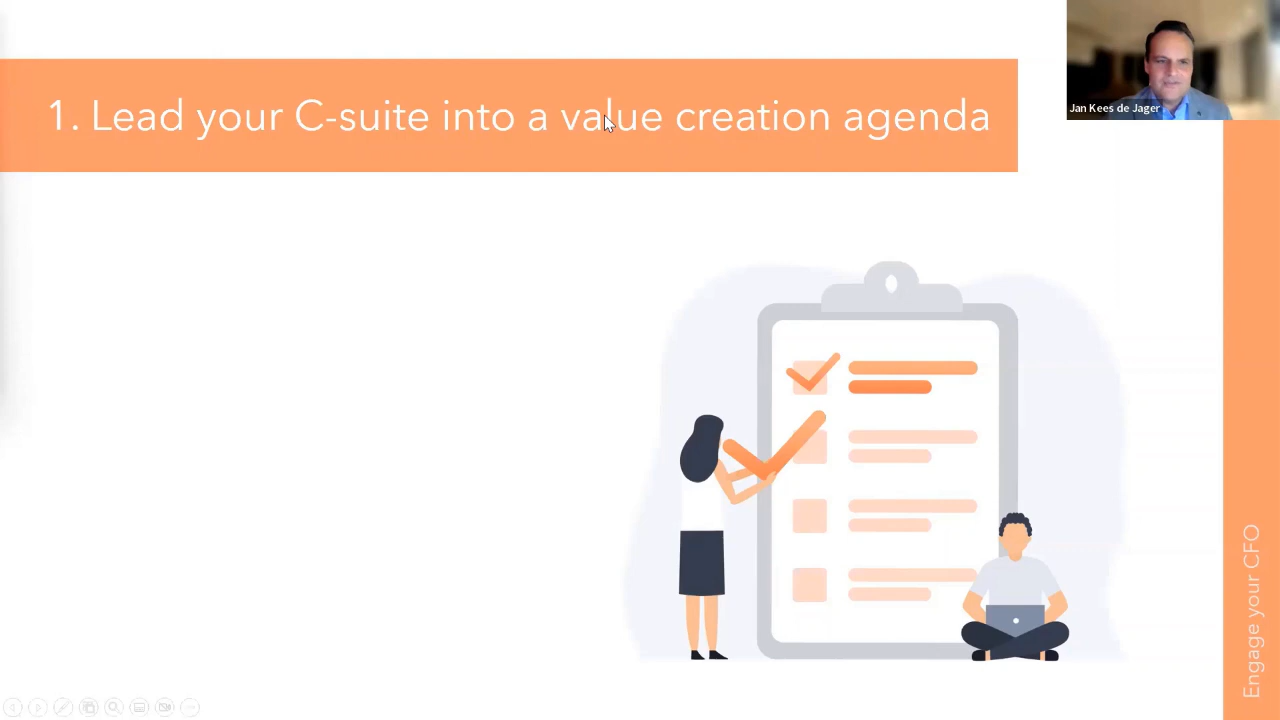 1. Lead your C-suite into a value creation agenda
Jan Kees de Jager
Engage your CFO